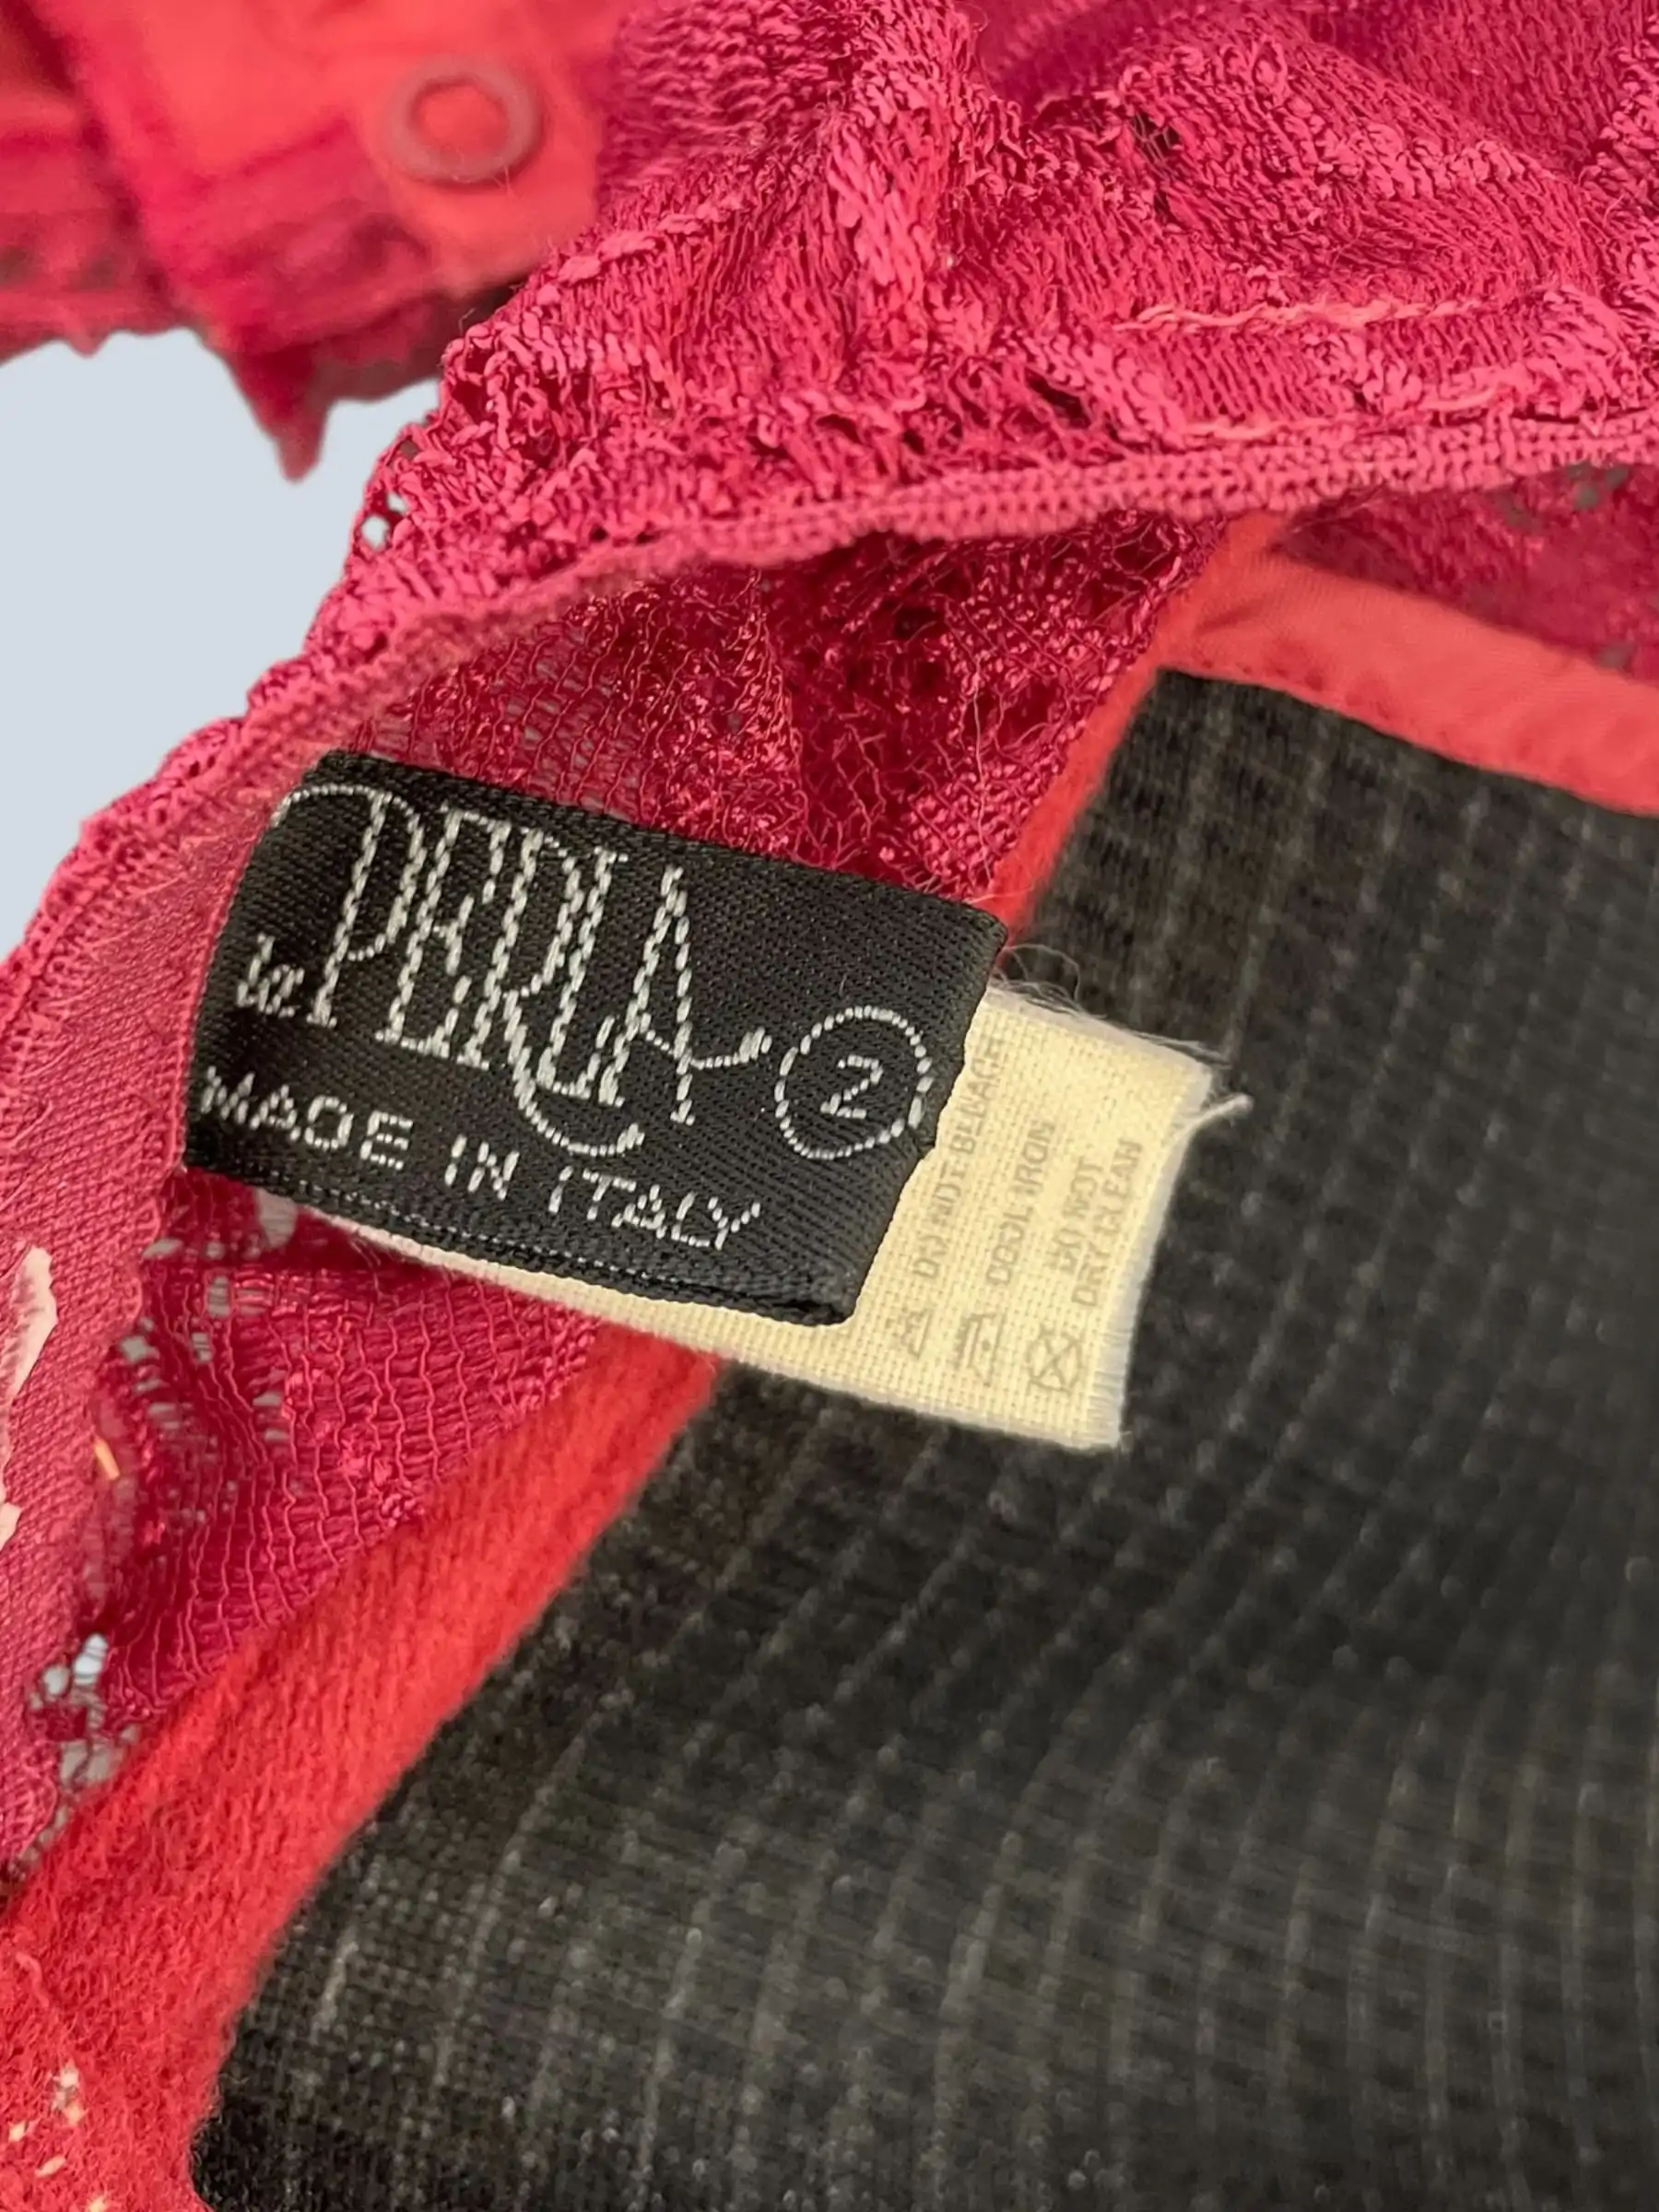 la PERLA 2
MADE IN ITALY
DO NOT BLEACH
COOL IRON
DO NOT
DRY CLEAN